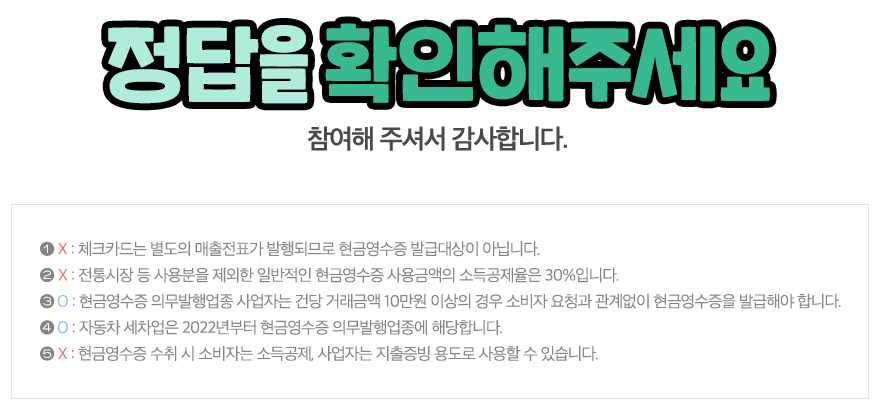 정답을 확인해주세요
참여해 주셔서 감사합니다.
❶ X : 체크카드는 별도의 매출전표가 발행되므로 현금영수증 발급대상이 아닙니다.
❷ X : 전통시장 등 사용분을 제외한 일반적인 현금영수증 사용금액의 소득공제율은 30%입니다.
❸ O : 현금영수증 의무발행업종 사업자는 건당 거래금액 10만원 이상의 경우 소비자 요청과 관계없이 현금영수증을 발급해야 합니다.
❹ O : 자동차 세차업은 2022년부터 현금영수증 의무발행업종에 해당합니다.
❺ X : 현금영수증 수취 시 소비자는 소득공제, 사업자는 지출증빙 용도로 사용할 수 있습니다.